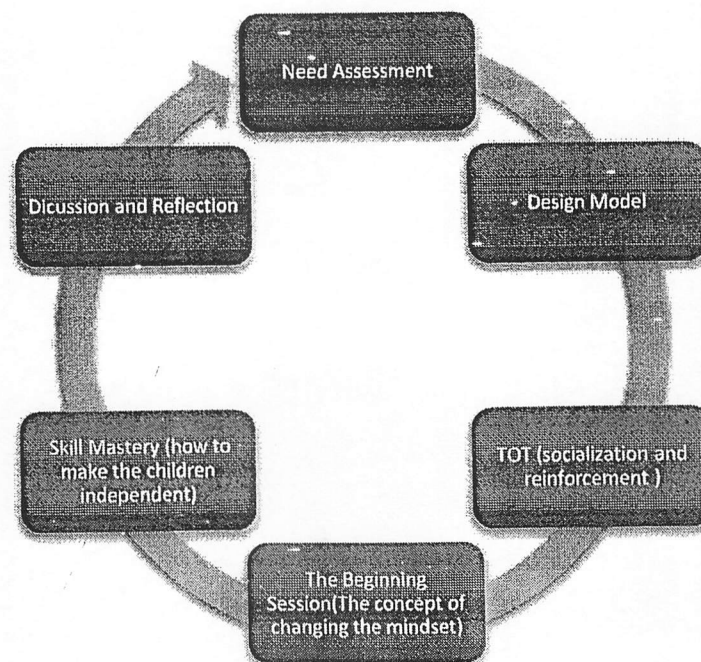 Need Assessment
Design Model
TOT (socialization and
reinforcement )
The Beginning
Session(The concept of
changing the mindset)
Skill Mastery (how to
make the children
independent)
Dicussion and Reflection